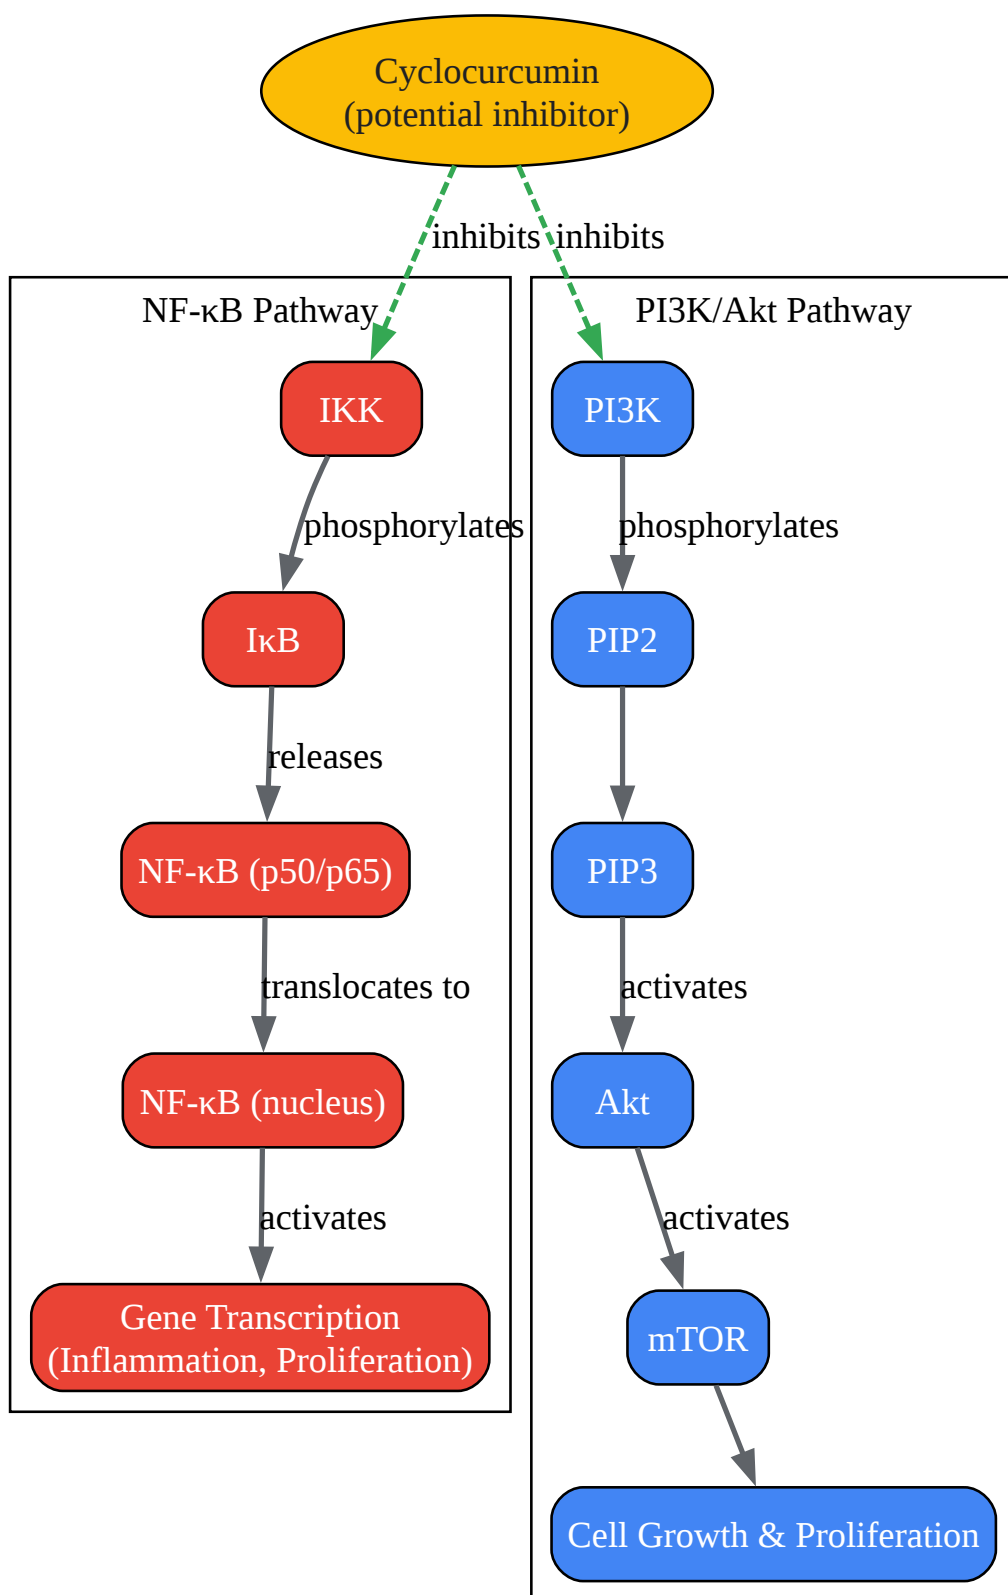 Cyclocurcumin
(potential inhibitor)
inhibits
inhibits
NF-κB Pathway
IKK
phosphorylates
IκB
releases
NF-κB (p50/p65)
translocates to
NF-κB (nucleus)
activates
Gene Transcription
(Inflammation, Proliferation)
PI3K/Akt Pathway
PI3K
phosphorylates
PIP2
PIP3
activates
Akt
activates
mTOR
Cell Growth & Proliferation